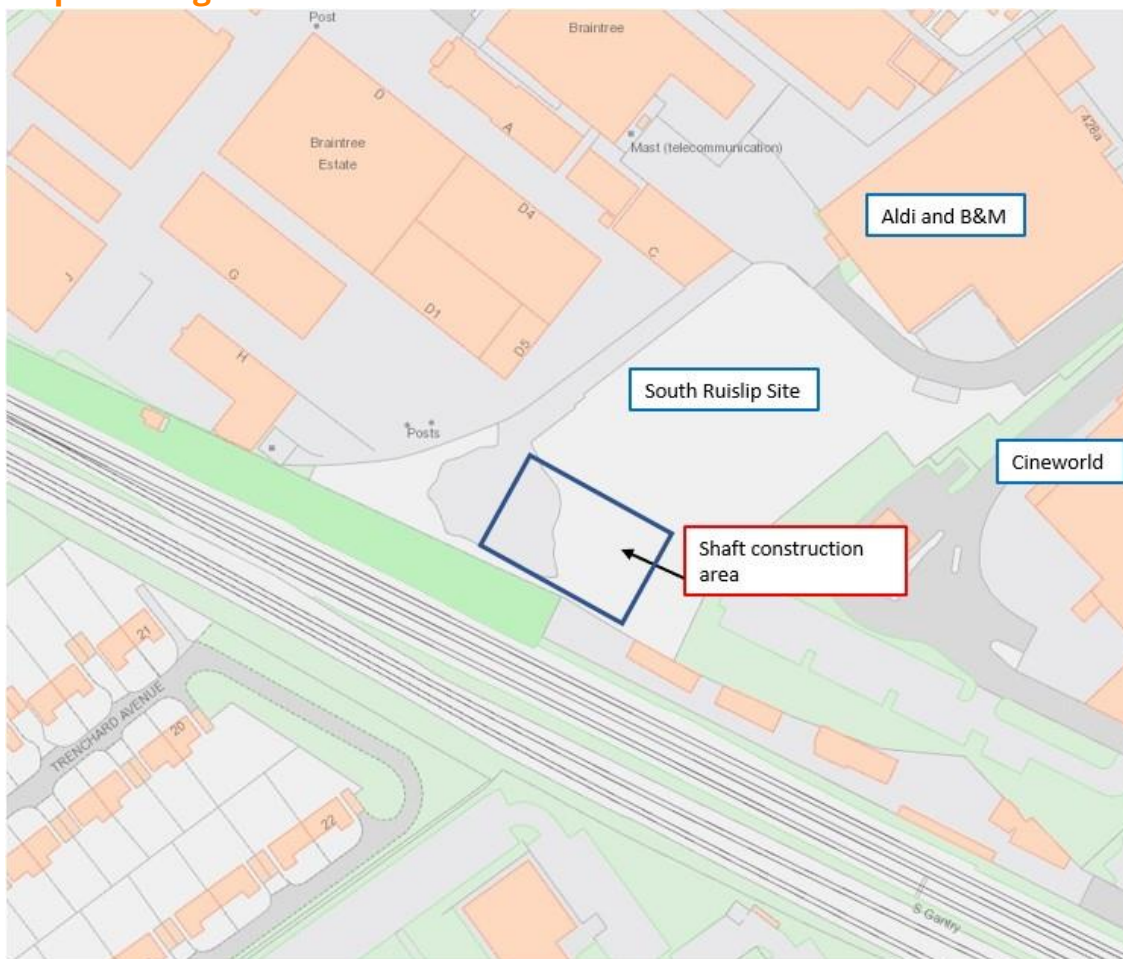 Post
Braintree
D
A
Braintree
Estate
Mast (telecommunication)
428a
Aldi and B&M
D4
C
G
J
D1
D5
H
South Ruislip Site
Posts
Cineworld
Shaft construction
area
21
TRENCHARD AVENUE
20
22
S Gantry